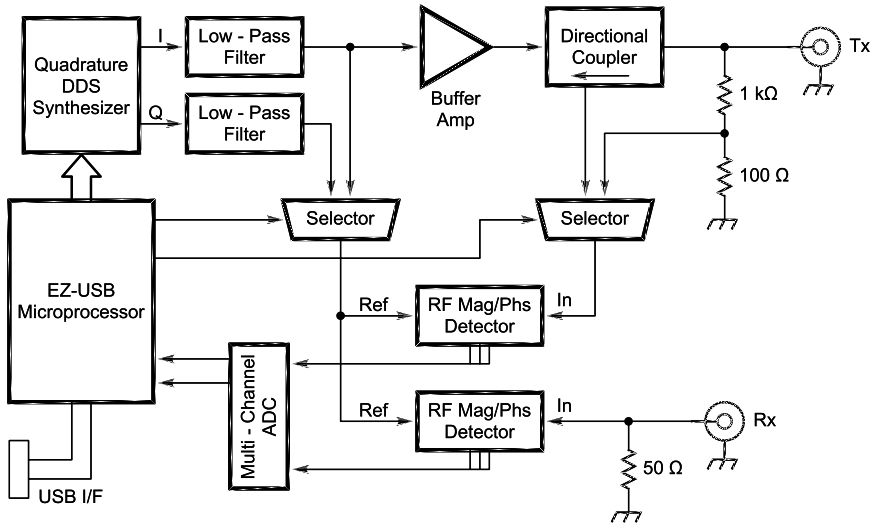 I
Low - Pass
Filter
Quadrature
DDS
Synthesizer
Q
Low - Pass
Filter
Buffer
Amp
Directional
Coupler
Tx
1 kΩ
100 Ω
Selector
Selector
EZ-USB
Microprocessor
Ref
RF Mag/Phs
Detector
In
Multi - Channel
ADC
Ref
RF Mag/Phs
Detector
In
Rx
50 Ω
USB I/F